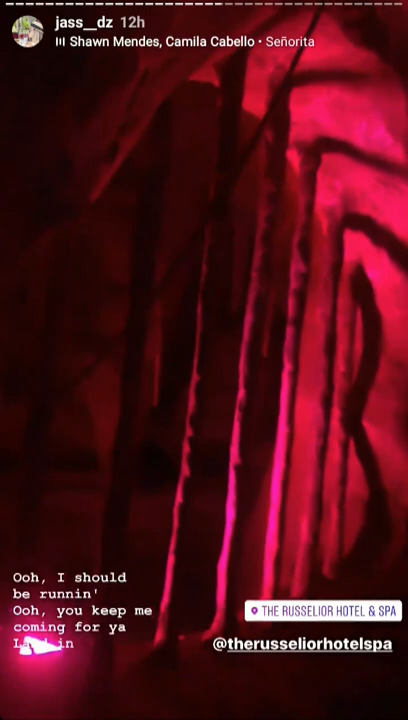 jass__dz 12h
Shawn Mendes, Camila Cabello • Señorita
Ooh, I should
be runnin'
Ooh, you keep me
coming for ya
in
THE RUSSELIOR HOTEL & SPA
@therusseliorhotelspa